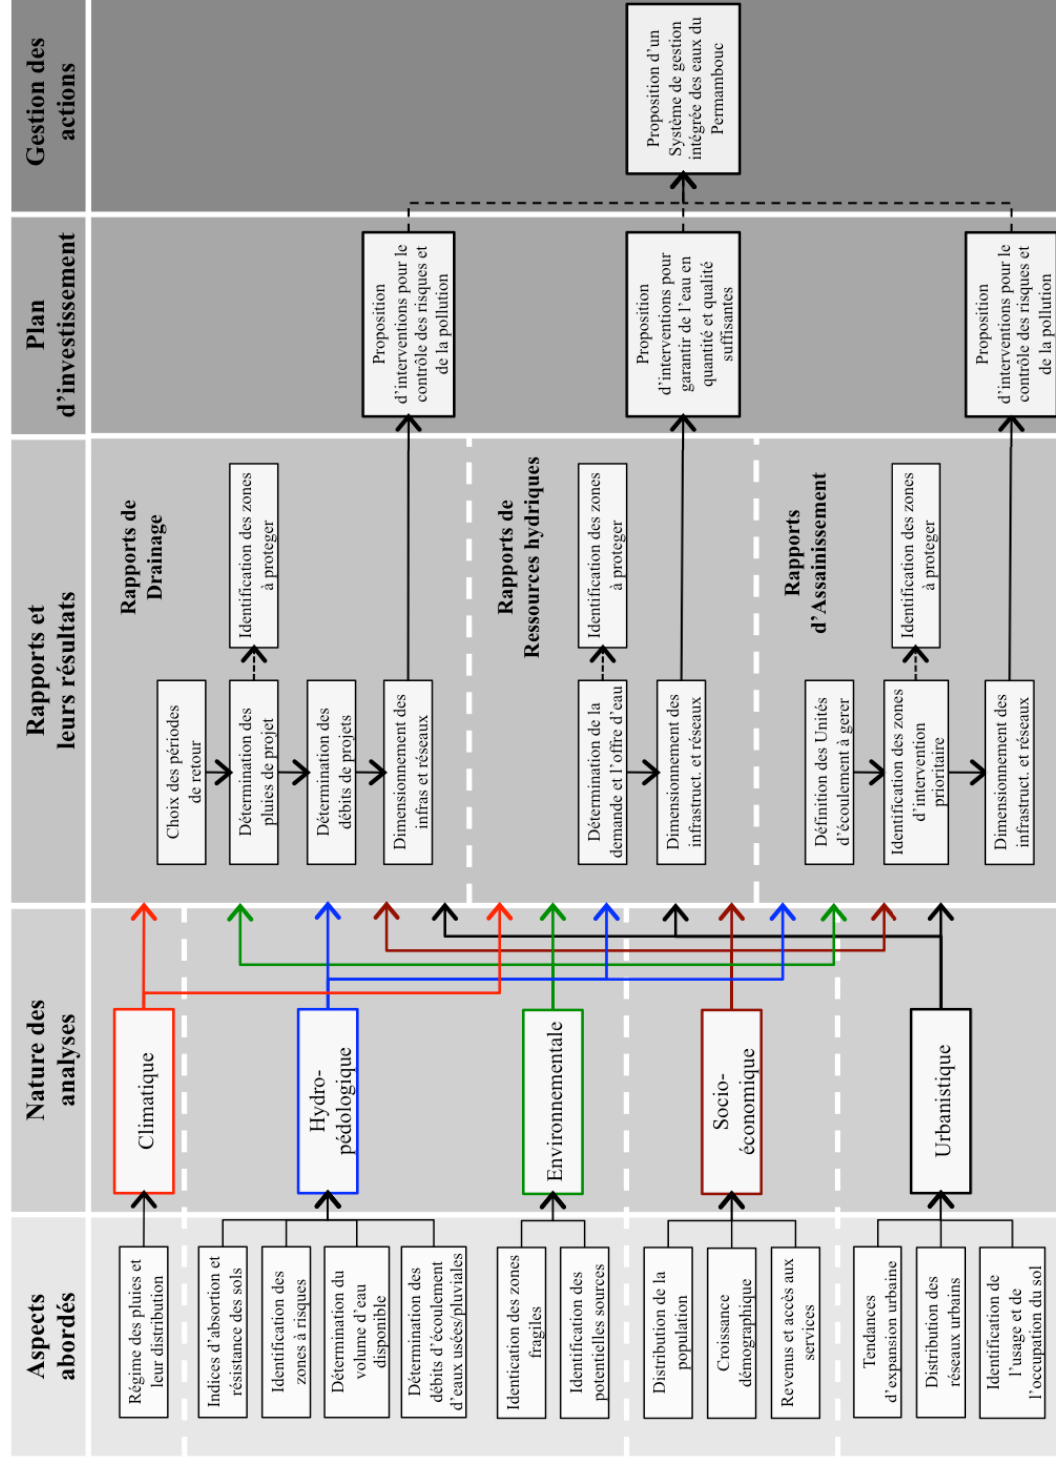 Aspects
abordés
Nature des
analyses
Rapports et
leurs résultats
Plan
d'investissement
Gestion des
actions
Régime des pluies et
leur distribution
Indices d'absortion et
résistance des sols
Identification des
zones à risques
Détermination du
volume d'eau
disponible
Détermination des
débits d'écoulement
d'eaux usées/pluviales
Identication des zones
fragiles
Identification des
potentielles sources
Distribution de la
population
Croissance
démographique
Revenus et accès aux
services
Tendances
d'expansion urbaine
Distribution des
réseaux urbains
Identification de
l'usage et de
l'occupation du sol
Climatique
Hydro-
pédologique
Environnementale
Socio-
économique
Urbanistique
Rapports de
Drainage
Choix des périodes
de retour
Détermination des
pluies de projet
Identification des zones
à proteger
Détermination des
débits de projets
Dimensionnement des
infras et réseaux
Rapports de
Ressources hydriques
Détermination de la
demande et l'offre d'eau
Identification des zones
à proteger
Dimensionnement des
infrastruct. et réseaux
Rapports
d'Assainissement
Définition des Unités
d'écoulement à gerer
Identification des zones
d'intervention
prioritaire
Identification des zones
à proteger
Dimensionnement des
infrastruct. et réseaux
Proposition
d'interventions pour le
contrôle des risques et
de la pollution
Proposition
d'interventions pour
garantir de l'eau en
quantité et qualité
suffisantes
Proposition
d'interventions pour le
contrôle des risques et
de la pollution
Proposition d'un
Système de gestion
intégrée des eaux du
Permambouc